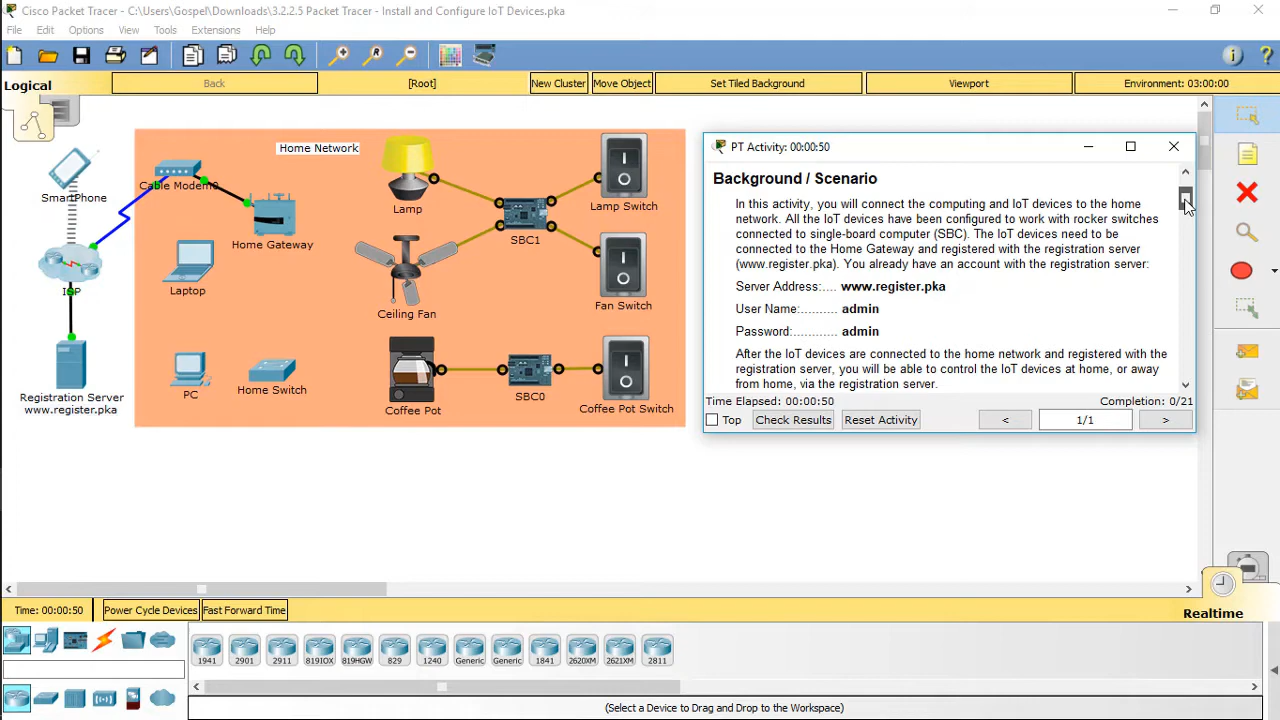 Cisco Packet Tracer - C:\Users\Gospel\Downloads\3.2.2.5 Packet Tracer - Install and Configure IoT Devices.pka
File Edit Options View Tools Extensions Help
Logical Back [Root] New Cluster Move Object Set Tiled Background Viewport Environment: 03:00:00
Home Network
SmartPhone
Cable Modem0
Home Gateway
Lamp
SBC1
Lamp Switch
ISP
Laptop
Ceiling Fan
Fan Switch
Registration Server
www.register.pka
PC
Home Switch
Coffee Pot
SBC0
Coffee Pot Switch
PT Activity: 00:00:50
Background / Scenario
In this activity, you will connect the computing and IoT devices to the home
network. All the IoT devices have been configured to work with rocker switches
connected to single-board computer (SBC). The IoT devices need to be
connected to the Home Gateway and registered with the registration server
(www.register.pka). You already have an account with the registration server:
Server Address:.... www.register.pka
User Name:.......... admin
Password:............ admin
After the IoT devices are connected to the home network and registered with the
registration server, you will be able to control the IoT devices at home, or away
from home, via the registration server.
Time Elapsed: 00:00:50 Completion: 0/21
Top Check Results Reset Activity < 1/1 >
Time: 00:00:50 Power Cycle Devices Fast Forward Time Realtime
1941 2901 2911 819IOX 819HGW 829 1240 Generic Generic 1841 2620XM 2621XM 2811
(Select a Device to Drag and Drop to the Workspace)